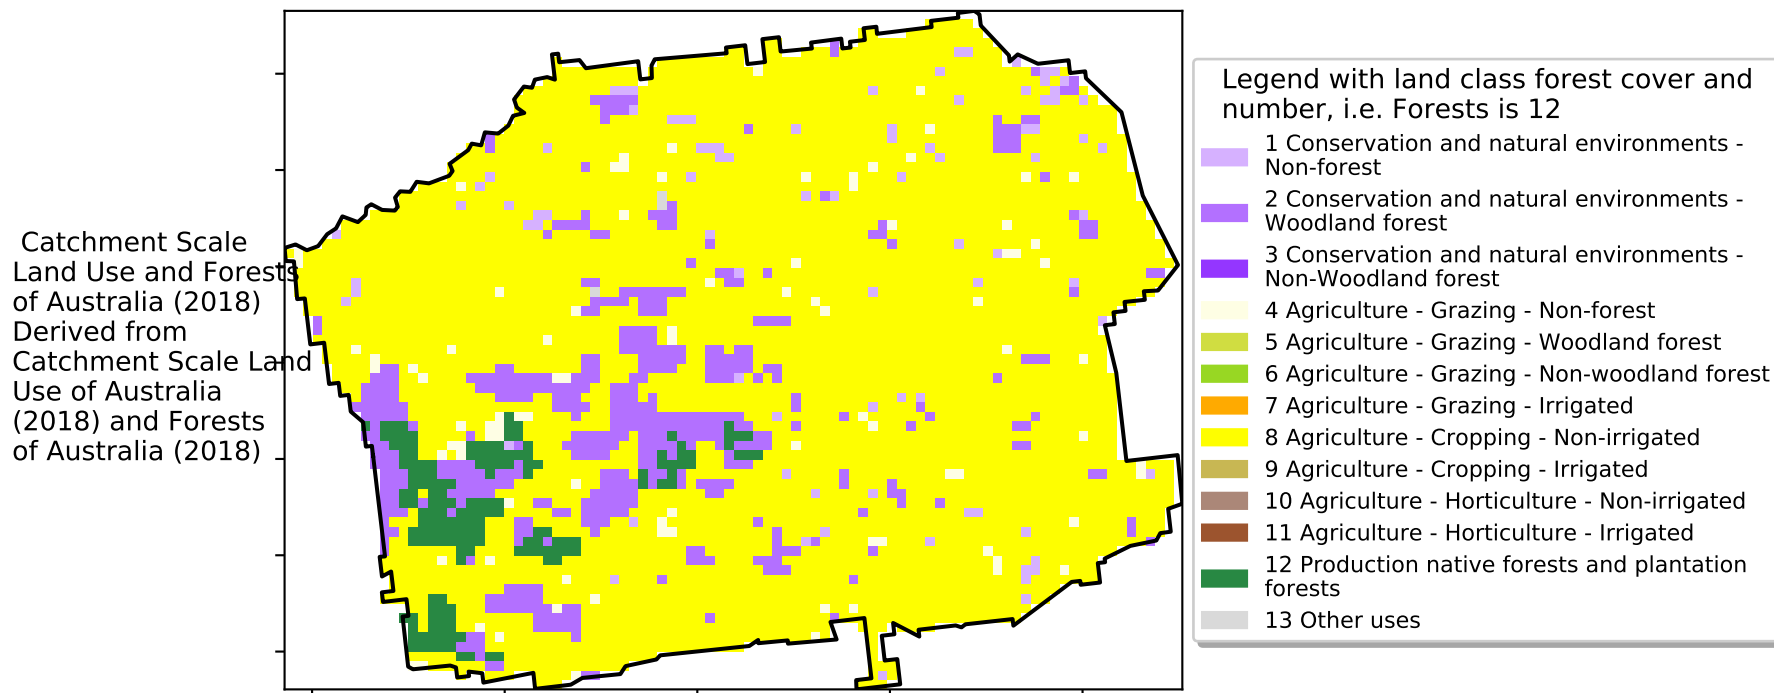 Catchment Scale
Land Use and Forests
of Australia (2018)
Derived from
Catchment Scale Land
Use of Australia
(2018) and Forests
of Australia (2018)
Legend with land class forest cover and
number, i.e. Forests is 12
1 Conservation and natural environments -
Non-forest
2 Conservation and natural environments -
Woodland forest
3 Conservation and natural environments -
Non-Woodland forest
4 Agriculture - Grazing - Non-forest
5 Agriculture - Grazing - Woodland forest
6 Agriculture - Grazing - Non-woodland forest
7 Agriculture - Grazing - Irrigated
8 Agriculture - Cropping - Non-irrigated
9 Agriculture - Cropping - Irrigated
10 Agriculture - Horticulture - Non-irrigated
11 Agriculture - Horticulture - Irrigated
12 Production native forests and plantation
forests
13 Other uses